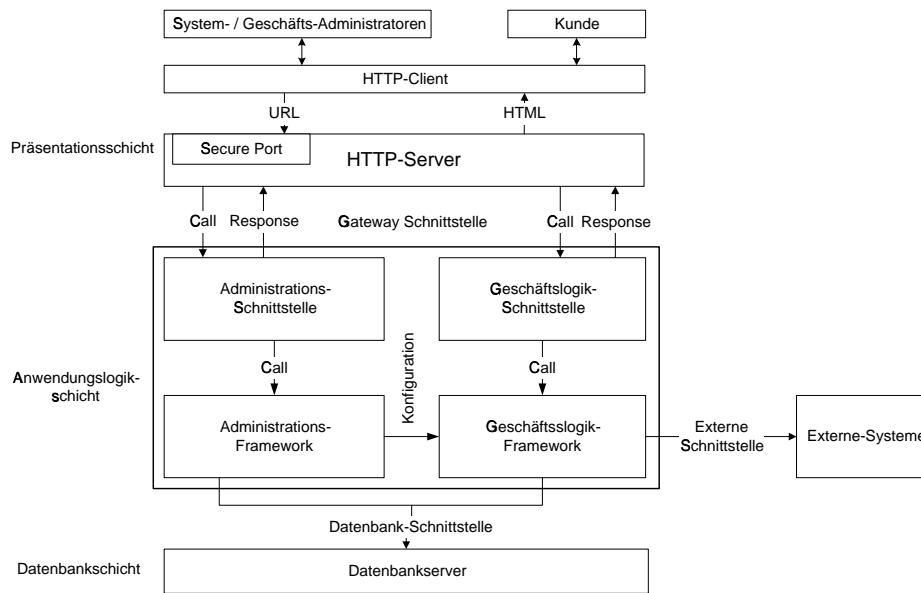 System- / Geschäfts-Administratoren
Kunde
HTTP-Client
URL
HTML
Präsentationsschicht
Secure Port
HTTP-Server
Call
Response
Gateway Schnittstelle
Call
Response
Administrations-
Schnittstelle
Geschäftslogik-
Schnittstelle
Anwendungslogik-
schicht
Call
Konfiguration
Call
Administrations-
Framework
Geschäftsslogik-
Framework
Externe
Schnittstelle
Externe-Systeme
Datenbank-Schnittstelle
Datenbankschicht
Datenbankserver